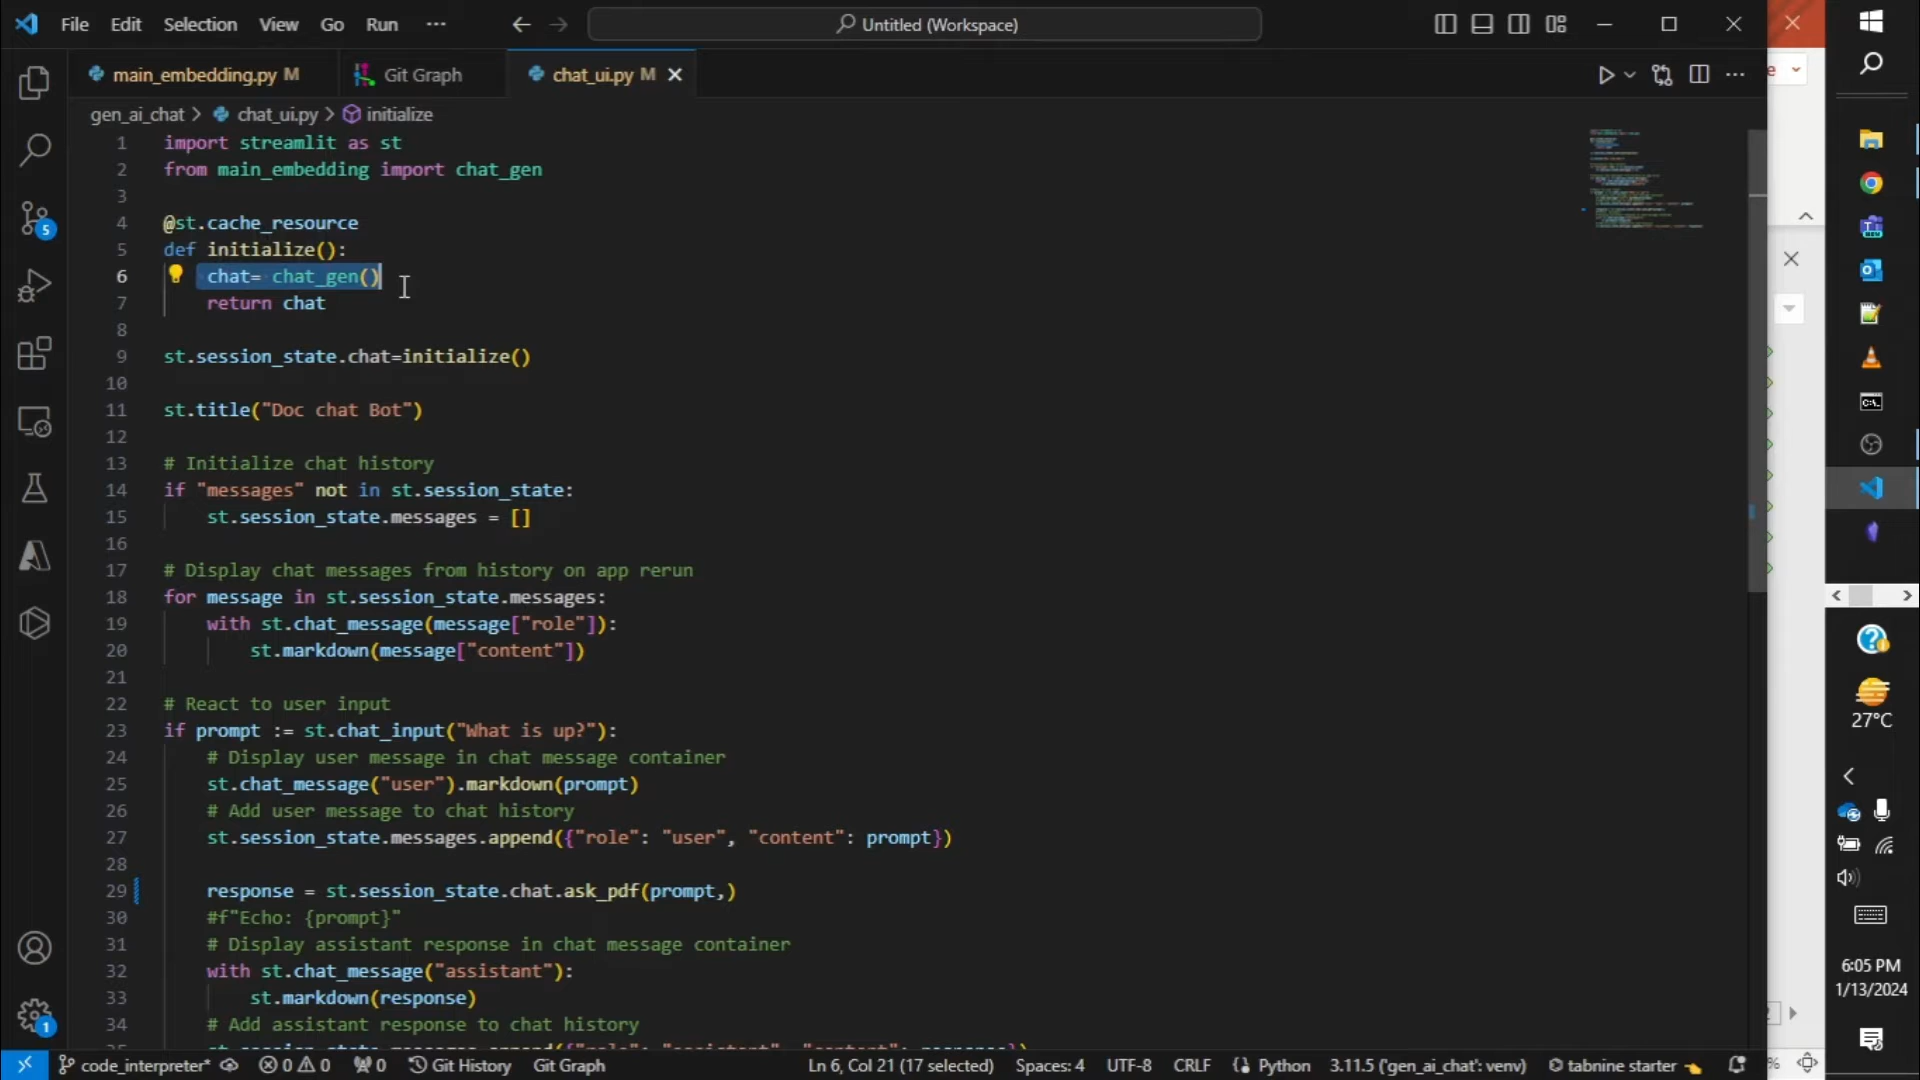 File Edit Selection View Go Run ···
Untitled (Workspace)
main_embedding.py M
Git Graph
chat_ui.py M
gen_ai_chat > chat_ui.py > initialize
1 import streamlit as st
2 from main_embedding import chat_gen
3
4 @st.cache_resource
5 def initialize():
6 chat= chat_gen()
7 return chat
8
9 st.session_state.chat=initialize()
10
11 st.title("Doc chat Bot")
12
13 # Initialize chat history
14 if "messages" not in st.session_state:
15 st.session_state.messages = []
16
17 # Display chat messages from history on app rerun
18 for message in st.session_state.messages:
19 with st.chat_message(message["role"]):
20 st.markdown(message["content"])
21
22 # React to user input
23 if prompt := st.chat_input("What is up?"):
24 # Display user message in chat message container
25 st.chat_message("user").markdown(prompt)
26 # Add user message to chat history
27 st.session_state.messages.append({"role": "user", "content": prompt})
28
29 response = st.session_state.chat.ask_pdf(prompt,)
30 #f"Echo: {prompt}"
31 # Display assistant response in chat message container
32 with st.chat_message("assistant"):
33 st.markdown(response)
34 # Add assistant response to chat history
5
1
27°C
6:05 PM
1/13/2024
code_interpreter* 0 0 0 Git History Git Graph Ln 6, Col 21 (17 selected) Spaces: 4 UTF-8 CRLF Python 3.11.5 ('gen_ai_chat': venv) tabnine starter